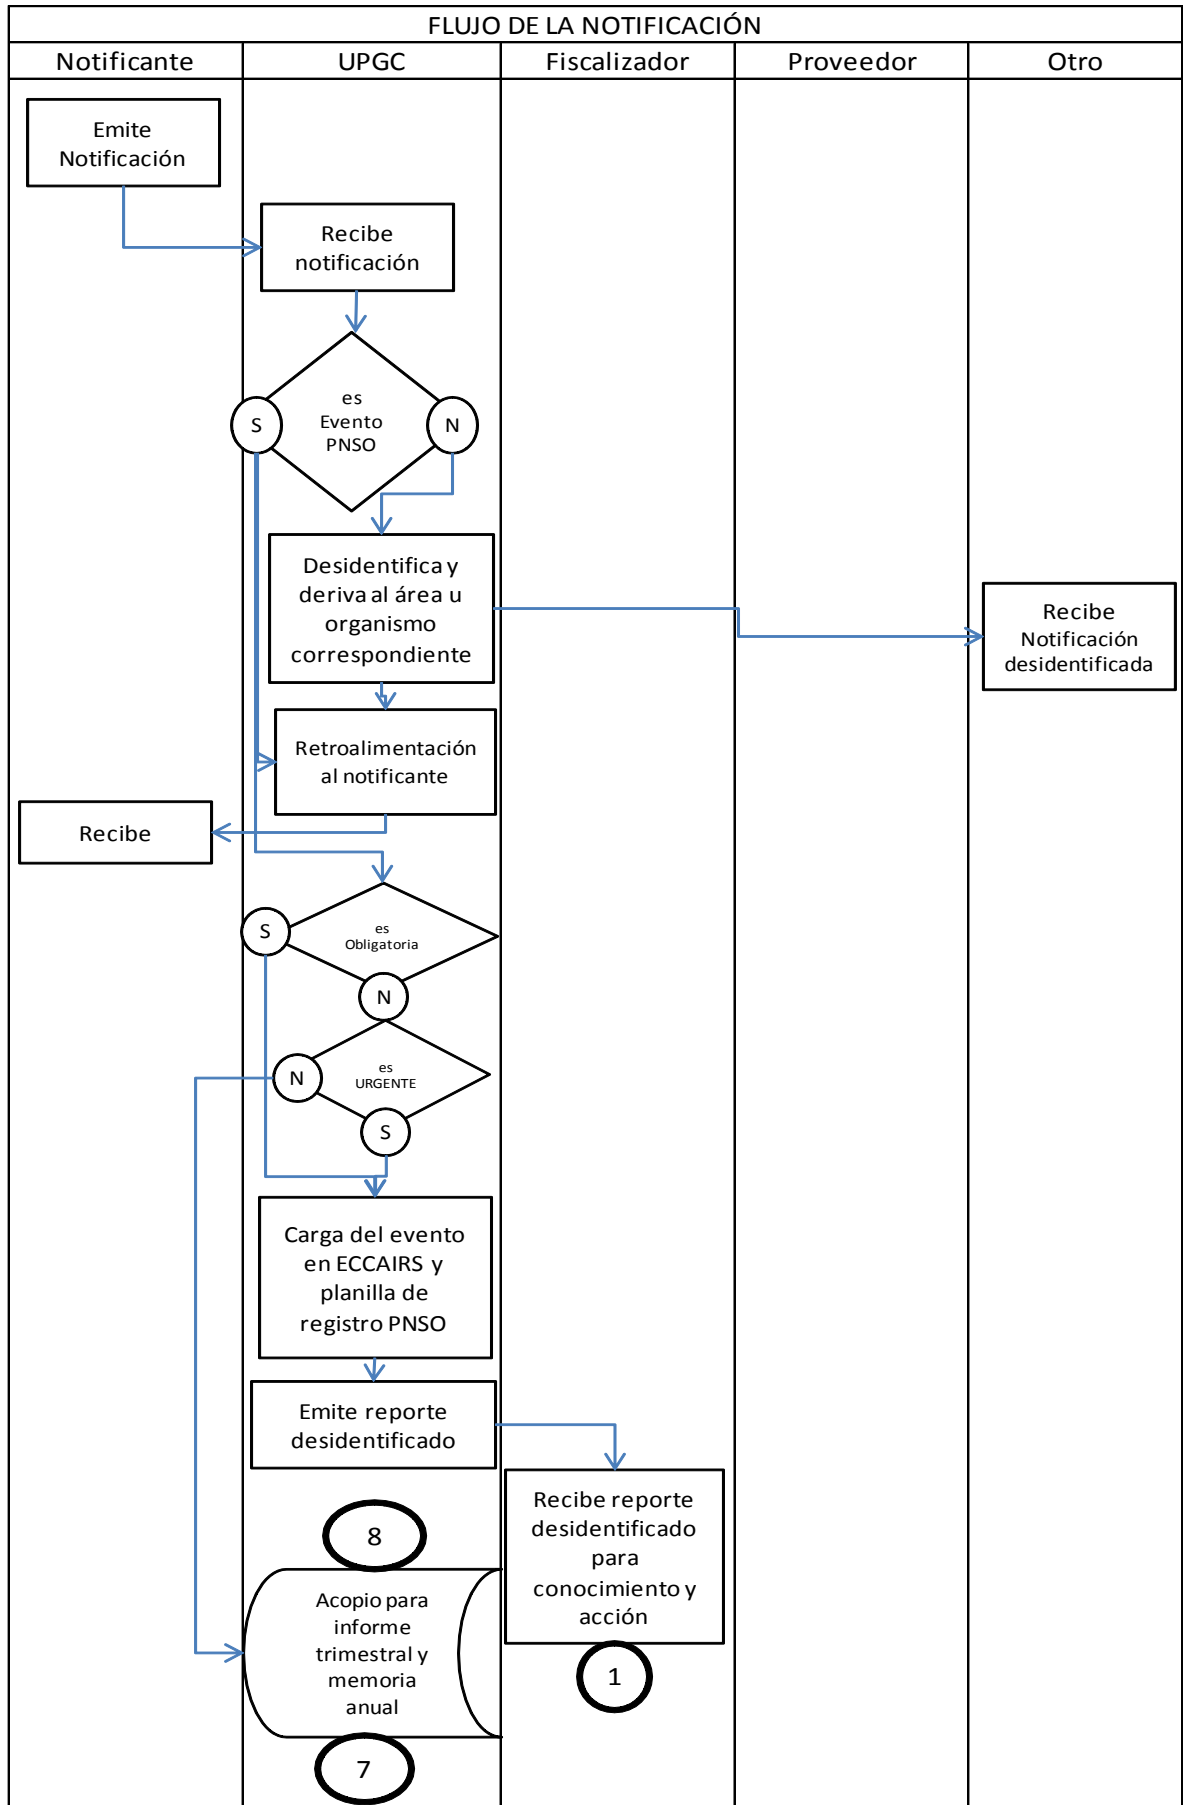 FLUJO DE LA NOTIFICACIÓN
Notificante
UPGC
Fiscalizador
Proveedor
Otro
Emite
Notificación
Recibe
notificación
es
Evento
PNSO
S
N
Desidentifica y
deriva al área u
organismo
correspondiente
Recibe
Notificación
desidentificada
Retroalimentación
al notificante
Recibe
es
Obligatoria
S
N
es
URGENTE
N
S
Carga del evento
en ECCAIRS y
planilla de
registro PNSO
Emite reporte
desidentificado
Recibe reporte
desidentificado
para
conocimiento y
acción
8
Acopio para
informe
trimestral y
memoria
anual
1
7